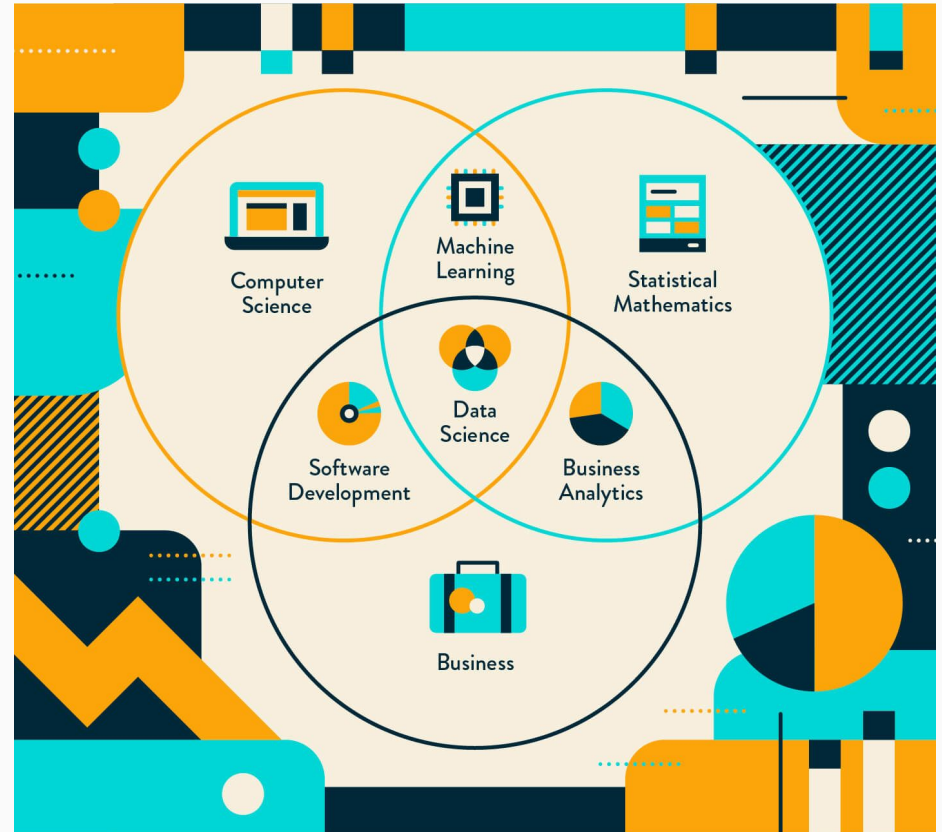 Machine
Learning
Computer
Science
Statistical
Mathematics
Data
Science
Software
Development
Business
Analytics
Business